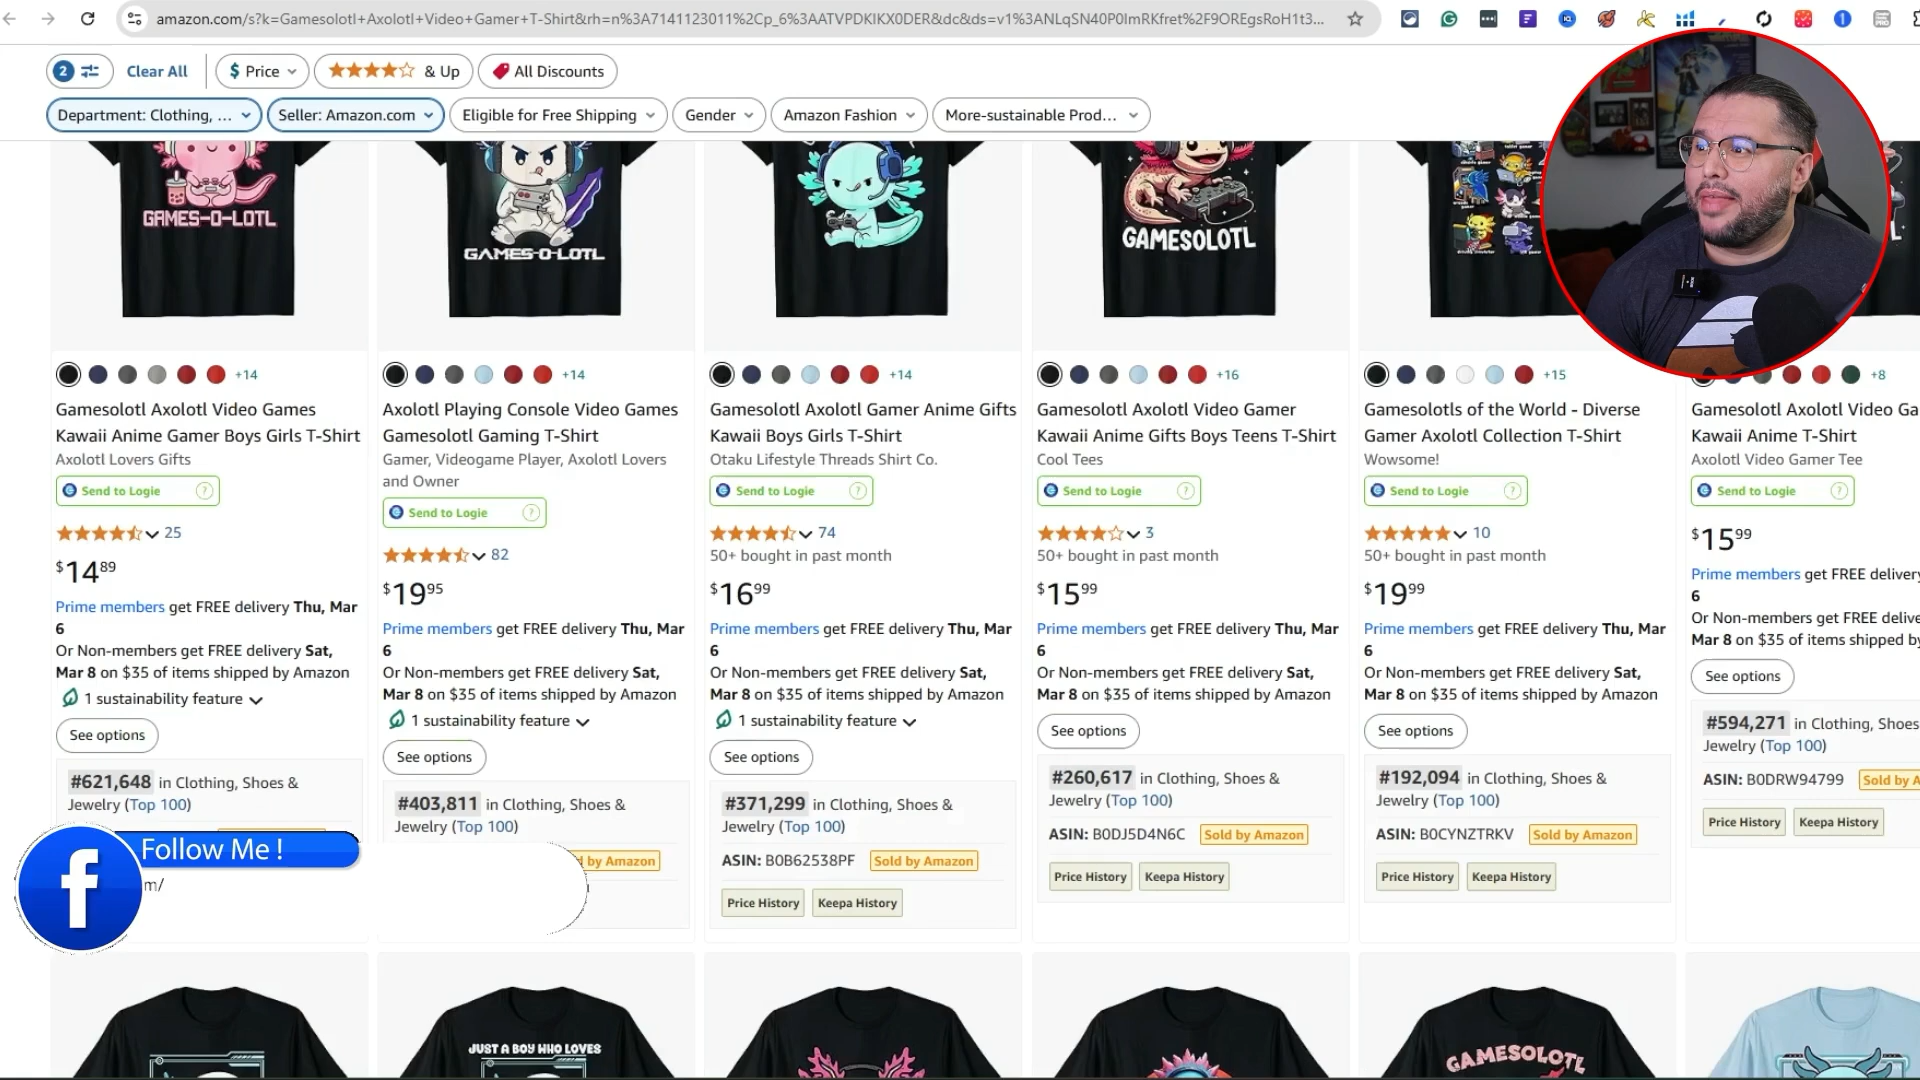 amazon.com/s?k=Gamesolotl+Axolotl+Video+Gamer+T-Shirt&rh=n%3A7141123011%2Cp_6%3AATVPDKIKX0DER&dc&ds=v1%3ANLqSN40P0ImRKfret%2F9OREgsRoH1t3...
2
Clear All
$ Price
& Up
All Discounts
Department: Clothing, ...
Seller: Amazon.com
Eligible for Free Shipping
Gender
Amazon Fashion
More-sustainable Prod...
GAMES-O-LOTL
GAMES-O-LOTL
GAMESOLOTL
+14
Gamesolotl Axolotl Video Games
Kawaii Anime Gamer Boys Girls T-Shirt
Axolotl Lovers Gifts
Send to Logie ?
25
$14 89
Prime members get FREE delivery Thu, Mar
6
Or Non-members get FREE delivery Sat,
Mar 8 on $35 of items shipped by Amazon
1 sustainability feature
See options
#621,648 in Clothing, Shoes &
Jewelry (Top 100)
+14
Axolotl Playing Console Video Games
Gamesolotl Gaming T-Shirt
Gamer, Videogame Player, Axolotl Lovers
and Owner
Send to Logie ?
82
$19 95
Prime members get FREE delivery Thu, Mar
6
Or Non-members get FREE delivery Sat,
Mar 8 on $35 of items shipped by Amazon
1 sustainability feature
See options
#403,811 in Clothing, Shoes &
Jewelry (Top 100)
d by Amazon
+14
Gamesolotl Axolotl Gamer Anime Gifts
Kawaii Boys Girls T-Shirt
Otaku Lifestyle Threads Shirt Co.
Send to Logie ?
74
50+ bought in past month
$16 99
Prime members get FREE delivery Thu, Mar
6
Or Non-members get FREE delivery Sat,
Mar 8 on $35 of items shipped by Amazon
1 sustainability feature
See options
#371,299 in Clothing, Shoes &
Jewelry (Top 100)
ASIN: B0B62538PF Sold by Amazon
Price History Keepa History
+16
Gamesolotl Axolotl Video Gamer
Kawaii Anime Gifts Boys Teens T-Shirt
Cool Tees
Send to Logie ?
3
50+ bought in past month
$15 99
Prime members get FREE delivery Thu, Mar
6
Or Non-members get FREE delivery Sat,
Mar 8 on $35 of items shipped by Amazon
See options
#260,617 in Clothing, Shoes &
Jewelry (Top 100)
ASIN: B0DJ5D4N6C Sold by Amazon
Price History Keepa History
+15
Gamesolotls of the World - Diverse
Gamer Axolotl Collection T-Shirt
Wowsome!
Send to Logie ?
10
50+ bought in past month
$19 99
Prime members get FREE delivery Thu, Mar
6
Or Non-members get FREE delivery Sat,
Mar 8 on $35 of items shipped by Amazon
See options
#192,094 in Clothing, Shoes &
Jewelry (Top 100)
ASIN: B0CYNZTRKV Sold by Amazon
Price History Keepa History
+8
Gamesolotl Axolotl Video Ga
Kawaii Anime T-Shirt
Axolotl Video Gamer Tee
Send to Logie ?
$15 99
Prime members get FREE delivery
6
Or Non-members get FREE delive
Mar 8 on $35 of items shipped by
See options
#594,271 in Clothing, Shoes
Jewelry (Top 100)
ASIN: B0DRW94799 Sold by A
Price History Keepa History
f
Follow Me !
m/
JUST A BOY WHO LOVES
GAMESOLOTL